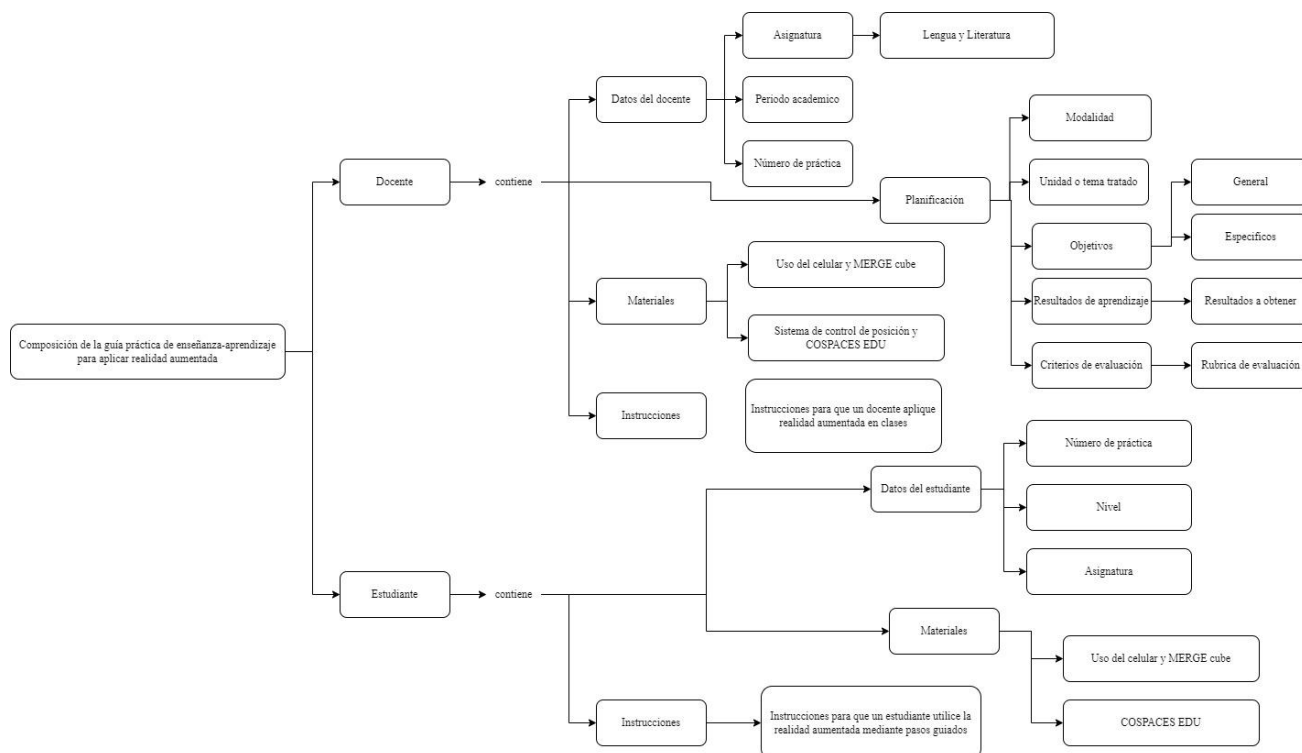 Asignatura
Lengua y Literatura
Datos del docente
Periodo academico
Modalidad
Número de práctica
Docente
contiene
Unidad o tema tratado
General
Planificación
Objetivos
Especificos
Uso del celular y MERGE cube
Materiales
Resultados de aprendizaje
Resultados a obtener
Sistema de control de posición y
COSPACES EDU
Composición de la guía práctica de enseñanza-aprendizaje
para aplicar realidad aumentada
Criterios de evaluación
Rubrica de evaluación
Instrucciones
Instrucciones para que un docente aplique
realidad aumentada en clases
Número de práctica
Datos del estudiante
Nivel
Asignatura
Estudiante
contiene
Materiales
Uso del celular y MERGE cube
Instrucciones
Instrucciones para que un estudiante utilice la
realidad aumentada mediante pasos guiados
COSPACES EDU